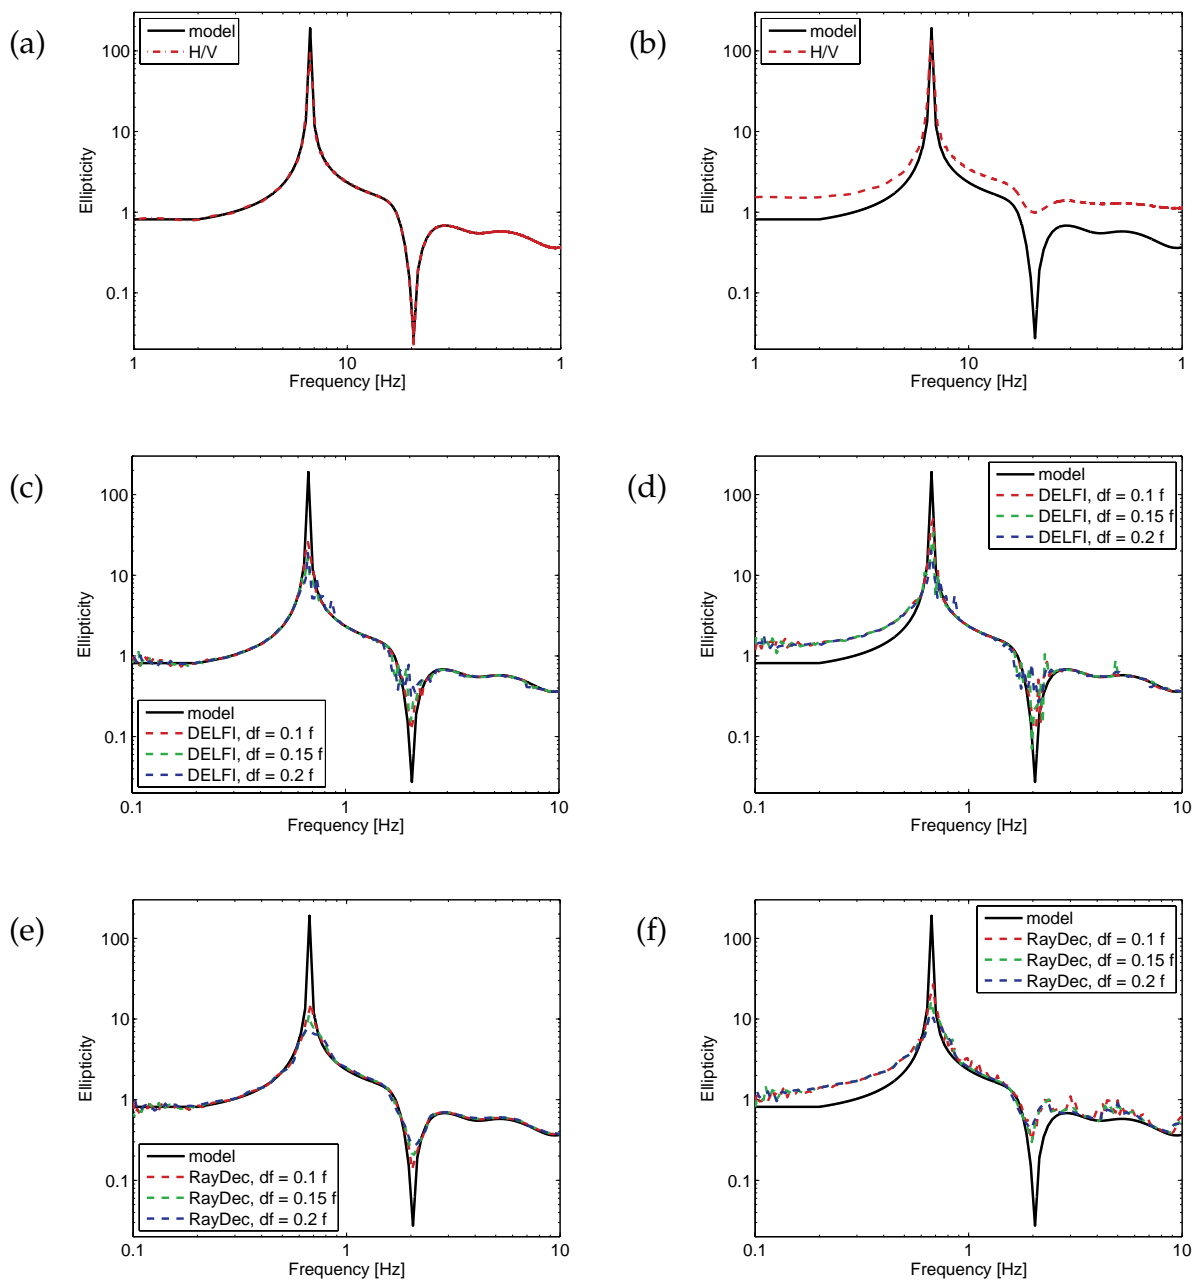 (a)
model
H/V
100
10
1
0.1
Ellipticity
1
10
1
Frequency [Hz]
(b)
model
H/V
100
10
1
0.1
Ellipticity
1
10
1
Frequency [Hz]
(c)
100
10
1
0.1
Ellipticity
model
DELFI, df = 0.1 f
DELFI, df = 0.15 f
DELFI, df = 0.2 f
0.1
1
10
Frequency [Hz]
(d)
model
DELFI, df = 0.1 f
DELFI, df = 0.15 f
DELFI, df = 0.2 f
100
10
1
0.1
Ellipticity
0.1
1
10
Frequency [Hz]
(e)
100
10
1
0.1
Ellipticity
model
RayDec, df = 0.1 f
RayDec, df = 0.15 f
RayDec, df = 0.2 f
0.1
1
10
Frequency [Hz]
(f)
model
RayDec, df = 0.1 f
RayDec, df = 0.15 f
RayDec, df = 0.2 f
100
10
1
0.1
Ellipticity
0.1
1
10
Frequency [Hz]